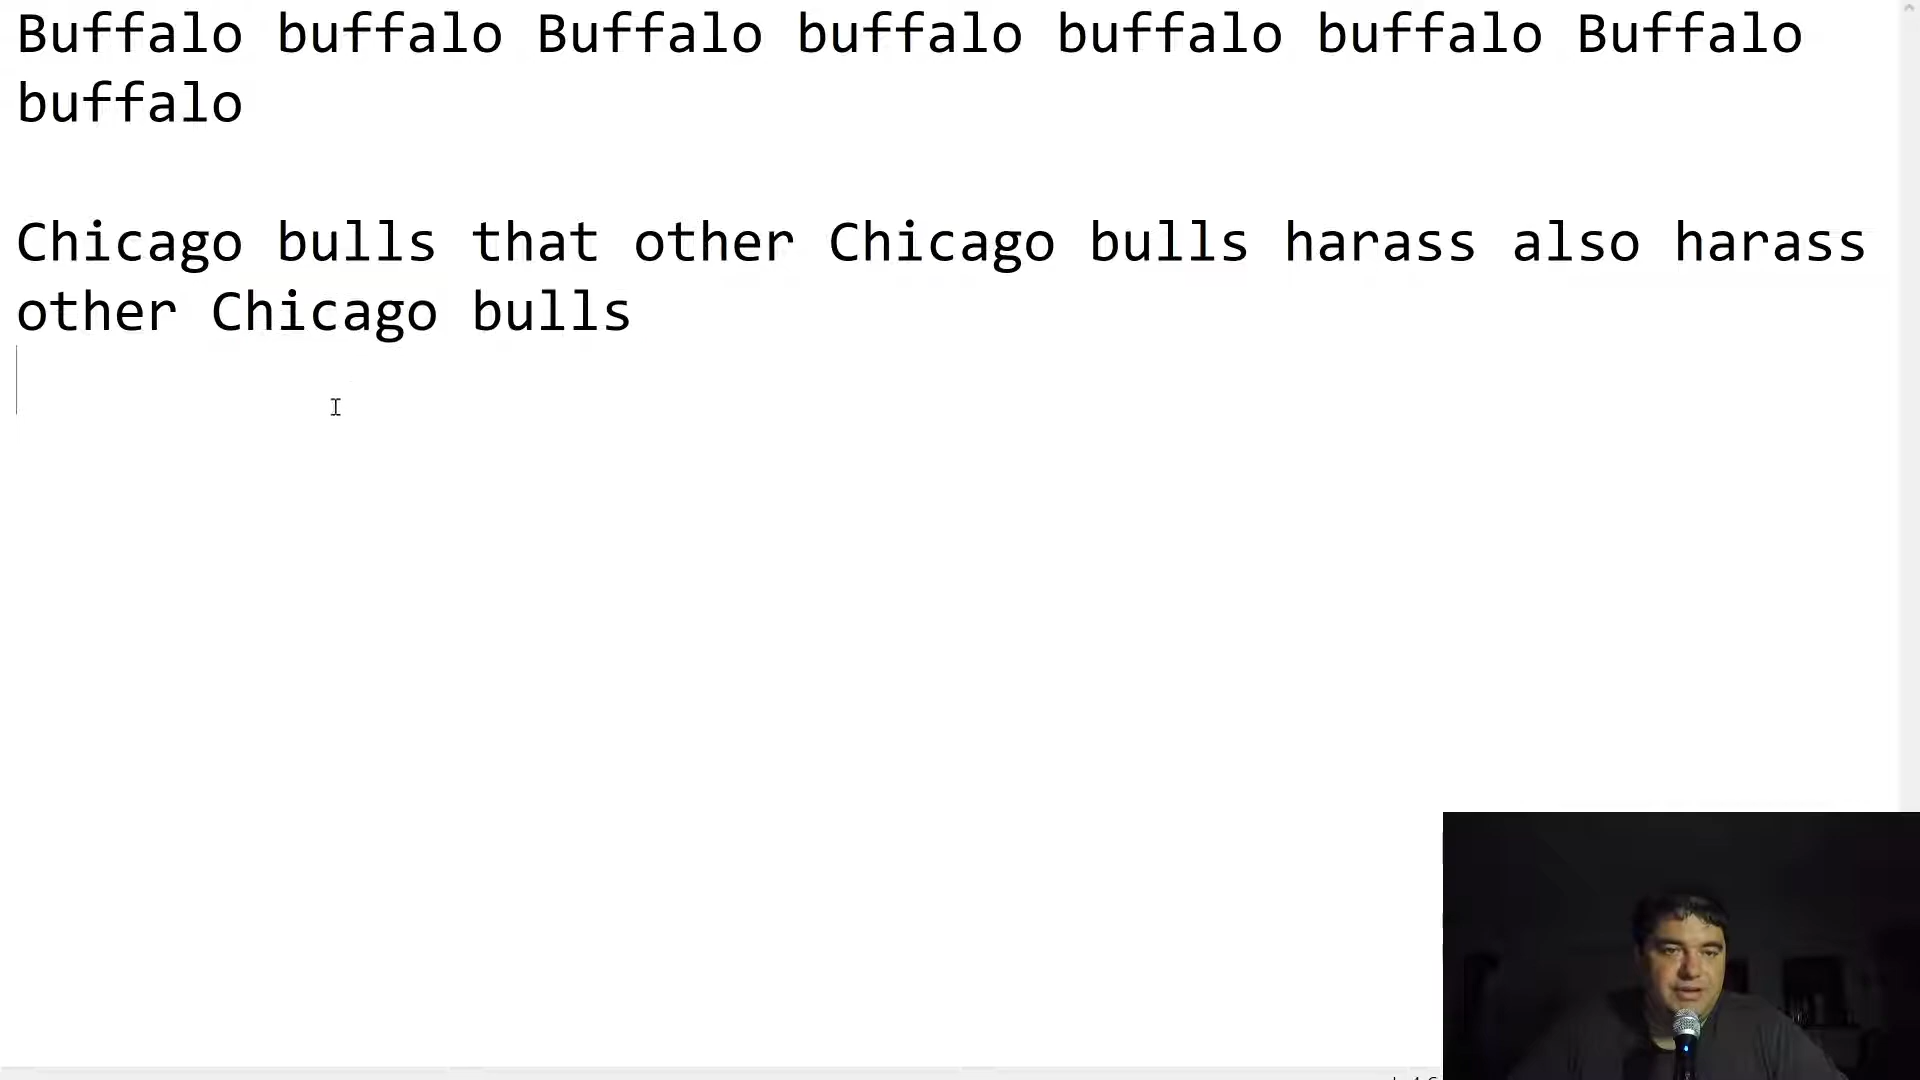 Buffalo buffalo Buffalo buffalo buffalo buffalo Buffalo
buffalo
Chicago bulls that other Chicago bulls harass also harass
other Chicago bulls